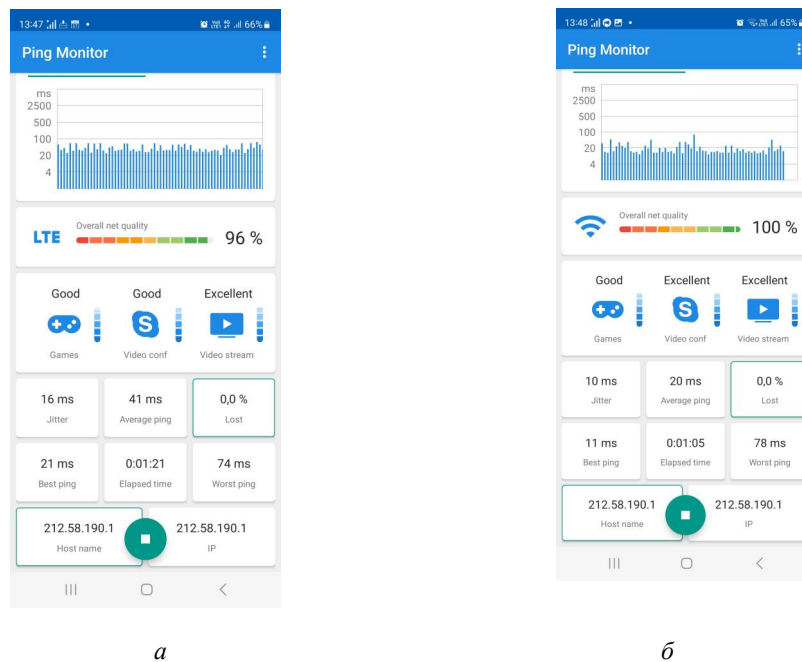 13:47 66%
Ping Monitor
ms
2500
500
100
20
4
LTE
Overall net quality
96 %
Good Good Excellent
Games Video conf Video stream
16 ms 41 ms 0,0 %
Jitter Average ping Lost
21 ms 0:01:21 74 ms
Best ping Elapsed time Worst ping
212.58.190.1 212.58.190.1
Host name IP
а
13:48 65%
Ping Monitor
ms
2500
500
100
20
4
Overall net quality
100 %
Good Excellent Excellent
Games Video conf Video stream
10 ms 20 ms 0,0 %
Jitter Average ping Lost
11 ms 0:01:05 78 ms
Best ping Elapsed time Worst ping
212.58.190.1 212.58.190.1
Host name IP
б